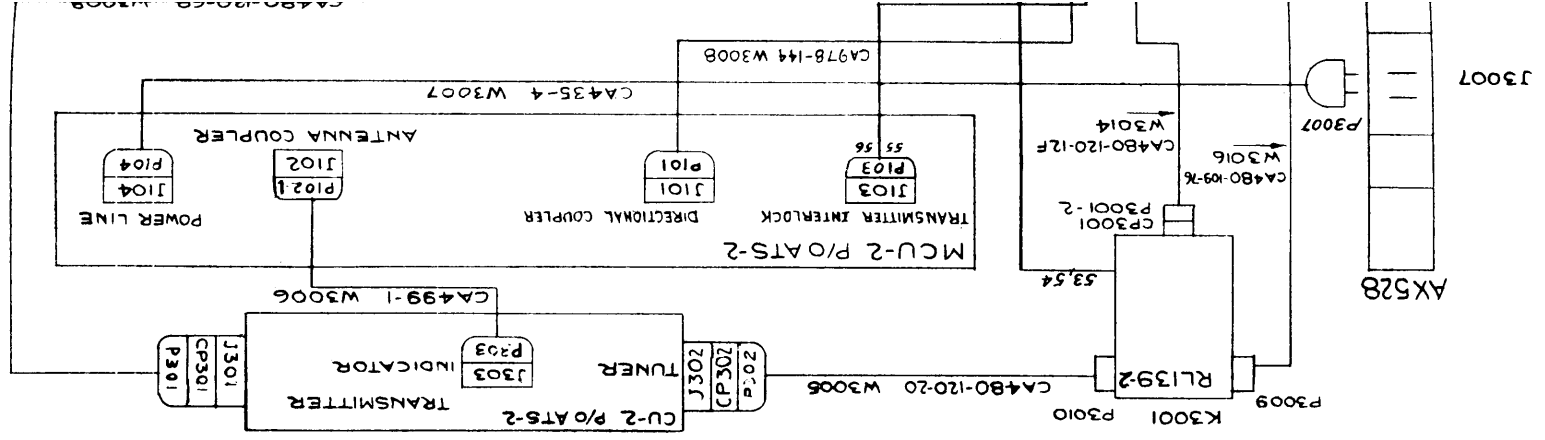 P3009
K3001
P3010
RL139-2
CA480-120-20 W3005
CU-2 P/O ATS-2
TRANSMITTER
TUNER
INDICATOR
P302
CP302
J302
J303
P303
J301
CP301
P301
AX528
53,54
CA499-1 W3006
MCU-2 P/O ATS-2
CP3001
P3001-2
TRANSMITTER INTERLOCK
DIRECTIONAL COUPLER
POWER LINE
J103
P103
J101
P101
P102-1
J102
J104
P104
CA480-109-76
W3016
CA480-120-12F
W3014
55 56
ANTENNA COUPLER
P3007
J3007
CA435-4 W3007
CA978-144 W3008